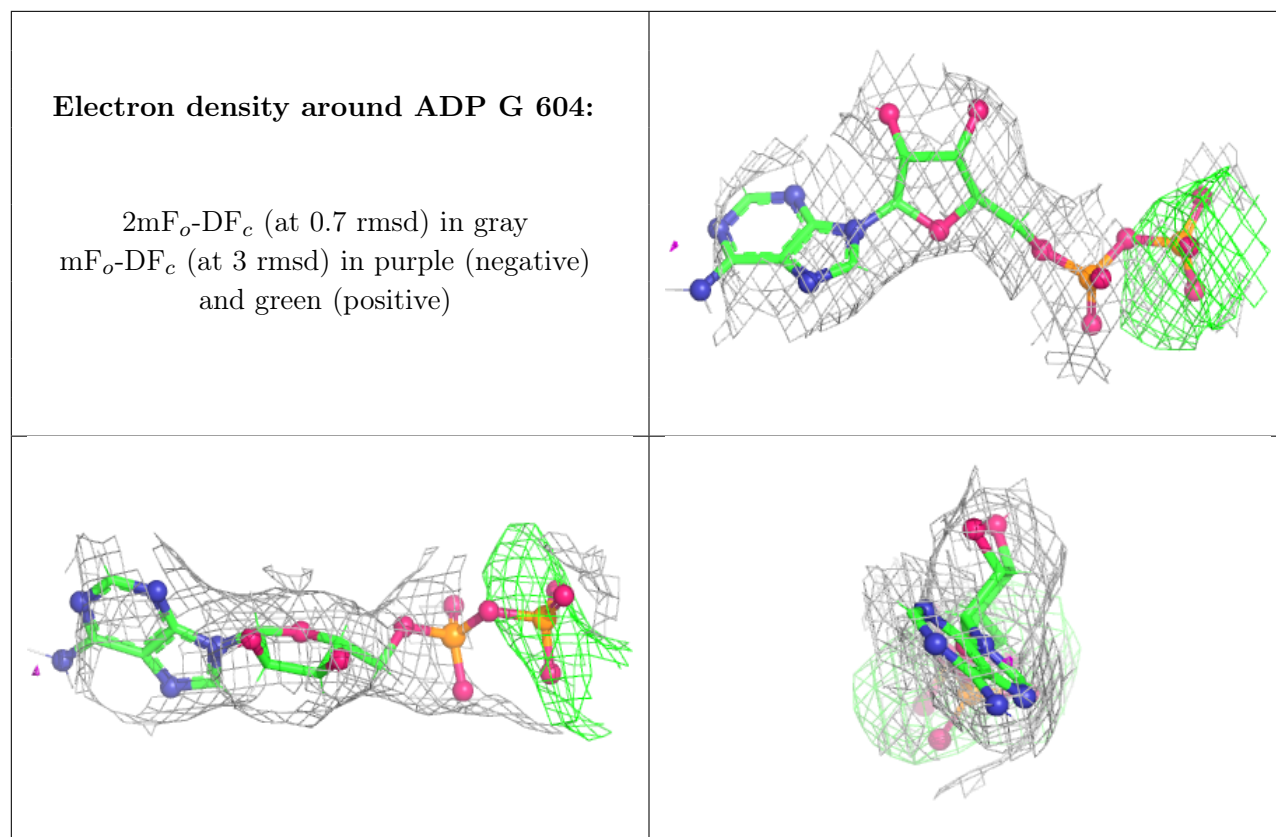 Electron density around ADP G 604:
2mFₒ-DF𝒸 (at 0.7 rmsd) in gray
mFₒ-DF𝒸 (at 3 rmsd) in purple (negative)
and green (positive)